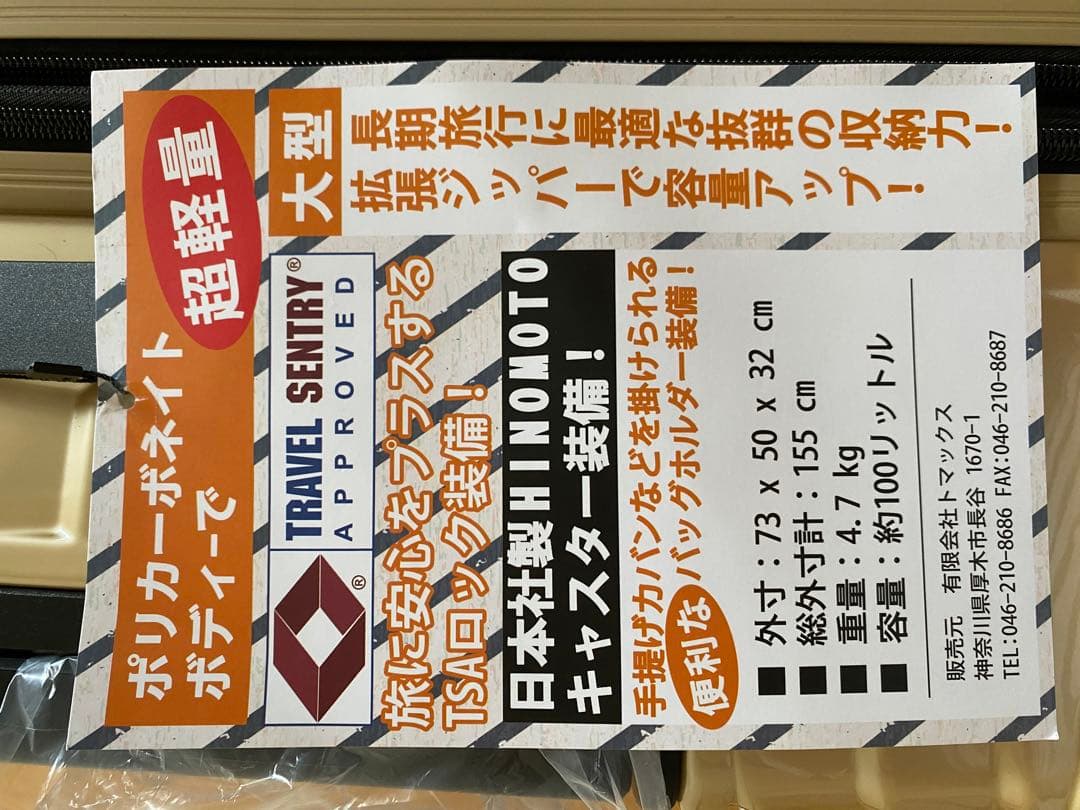 ポリカーボネイト
ボディーで
超軽量
大型
長期旅行に最適な抜群の収納力！
拡張ジッパーで容量アップ！
TRAVEL SENTRY®
APPROVED
®
旅に安心をプラスする
TSAロック装備！
日本社製HINOMOTO
キャスター装備！
手提げカバンなどを掛けられる
便利なバッグホルダー装備！
■ 外寸：73 x 50 x 32 cm
■ 総外寸計：155 cm
■ 重量：4.7 kg
■ 容量：約100リットル
販売元 有限会社トマックス
神奈川県厚木市長谷 1670-1
TEL:046-210-8686 FAX:046-210-8687